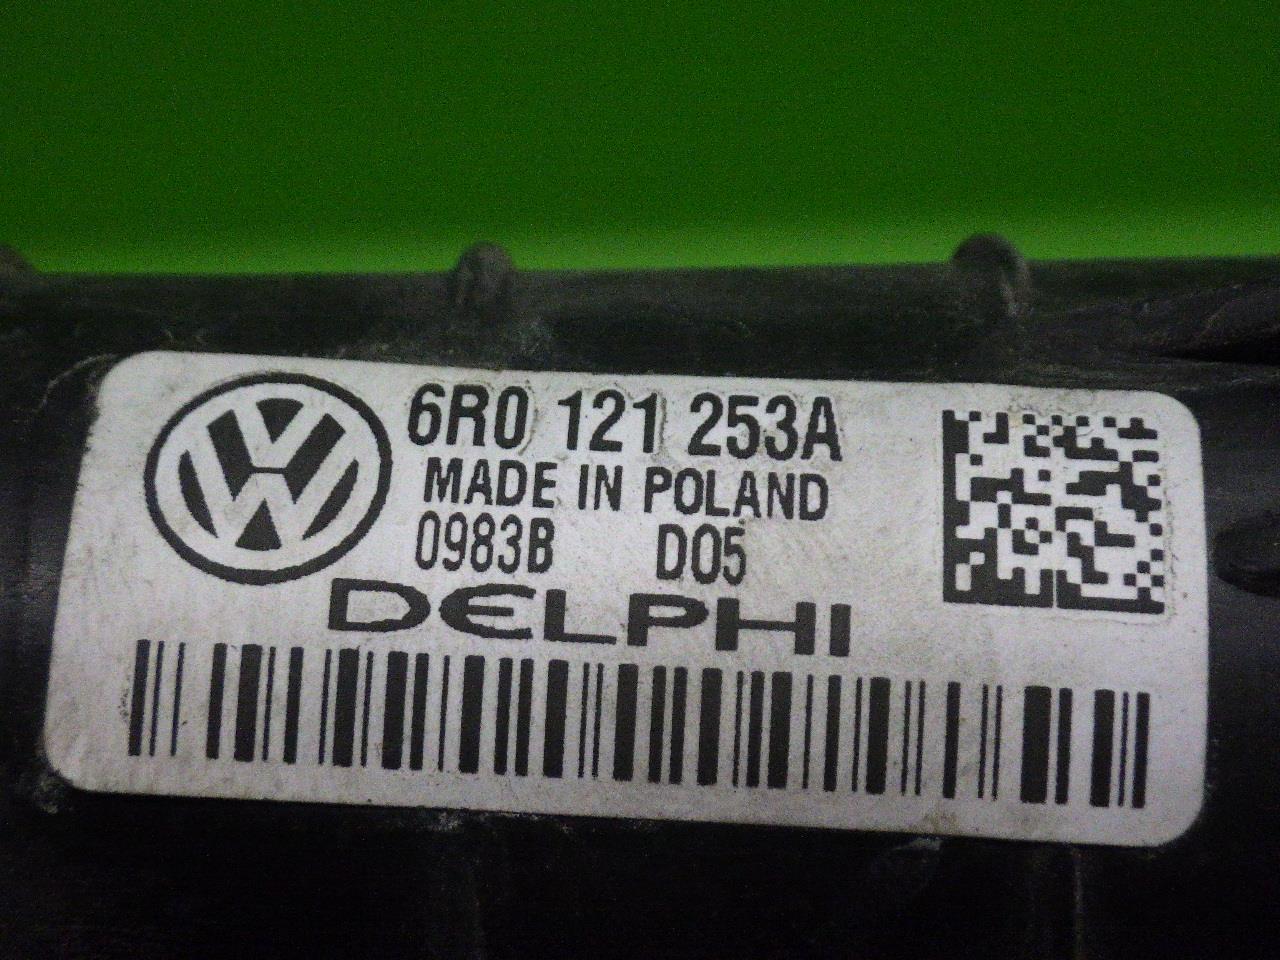 6R0 121 253A
MADE IN POLAND
0983B D05
DELPHI